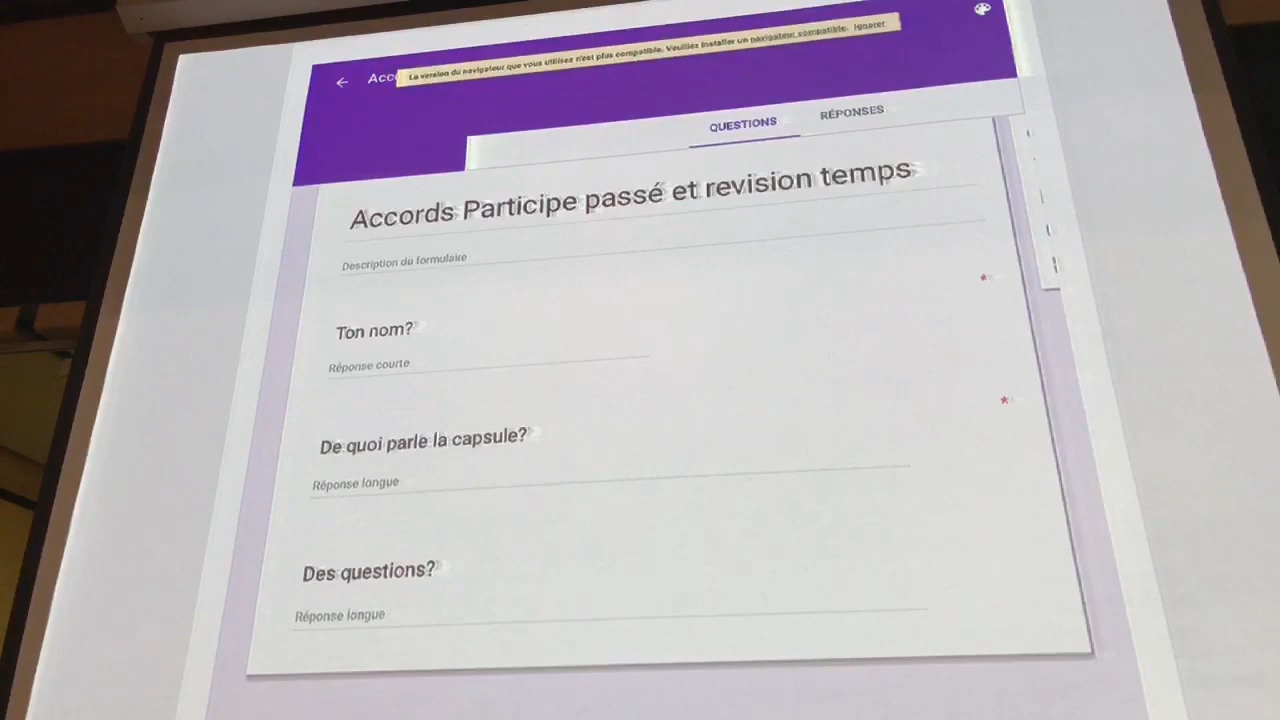 La version du navigateur que vous utilisez n'est plus compatible. Veuillez installer un navigateur compatible. Ignorer
Acc
QUESTIONS RÉPONSES
Accords Participe passé et revision temps
Description du formulaire
*
Ton nom?
Réponse courte
*
De quoi parle la capsule?
Réponse longue
Des questions?
Réponse longue